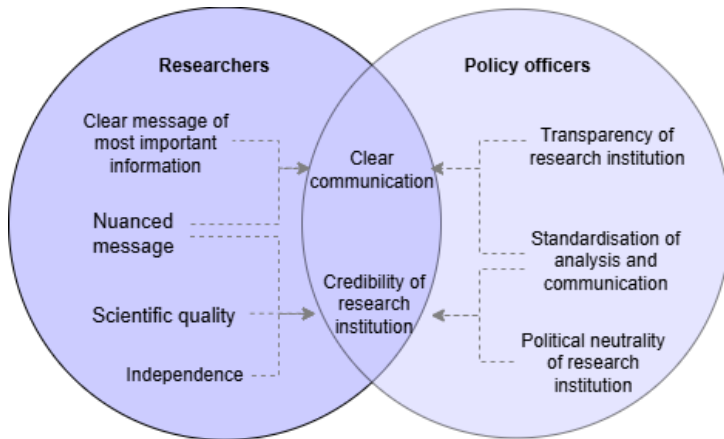 Researchers
Clear message of
most important
information
Nuanced
message
Scientific quality
Independence
Clear
communication
Credibility of
research
institution
Policy officers
Transparency of
research institution
Standardisation of
analysis and
communication
Political neutrality
of research
institution